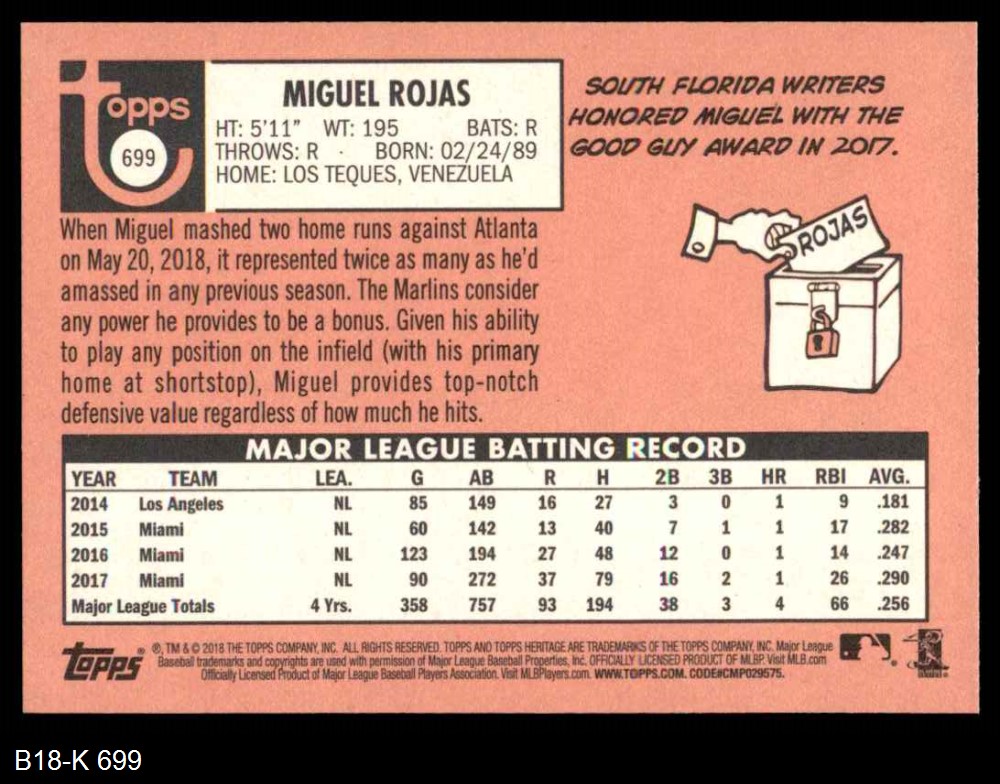 topps
699
MIGUEL ROJAS
HT: 5'11" WT: 195 BATS: R
THROWS: R · BORN: 02/24/89
HOME: LOS TEQUES, VENEZUELA
SOUTH FLORIDA WRITERS
HONORED MIGUEL WITH THE
GOOD GUY AWARD IN 2017.
ROJAS
When Miguel mashed two home runs against Atlanta
on May 20, 2018, it represented twice as many as he'd
amassed in any previous season. The Marlins consider
any power he provides to be a bonus. Given his ability
to play any position on the infield (with his primary
home at shortstop), Miguel provides top-notch
defensive value regardless of how much he hits.
MAJOR LEAGUE BATTING RECORD
YEAR TEAM LEA. G AB R H 2B 3B HR RBI AVG.
2014 Los Angeles NL 85 149 16 27 3 0 1 9 .181
2015 Miami NL 60 142 13 40 7 1 1 17 .282
2016 Miami NL 123 194 27 48 12 0 1 14 .247
2017 Miami NL 90 272 37 79 16 2 1 26 .290
Major League Totals 4 Yrs. 358 757 93 194 38 3 4 66 .256
Topps ®, TM & © 2018 THE TOPPS COMPANY, INC. ALL RIGHTS RESERVED. TOPPS AND TOPPS HERITAGE ARE TRADEMARKS OF THE TOPPS COMPANY, INC. Major League
Baseball trademarks and copyrights are used with permission of Major League Baseball Properties, Inc. OFFICIALLY LICENSED PRODUCT OF MLBP. Visit MLB.com
Officially Licensed Product of Major League Baseball Players Association. Visit MLBPlayers.com. WWW.TOPPS.COM. CODE#CMP029575.
B18-K 699